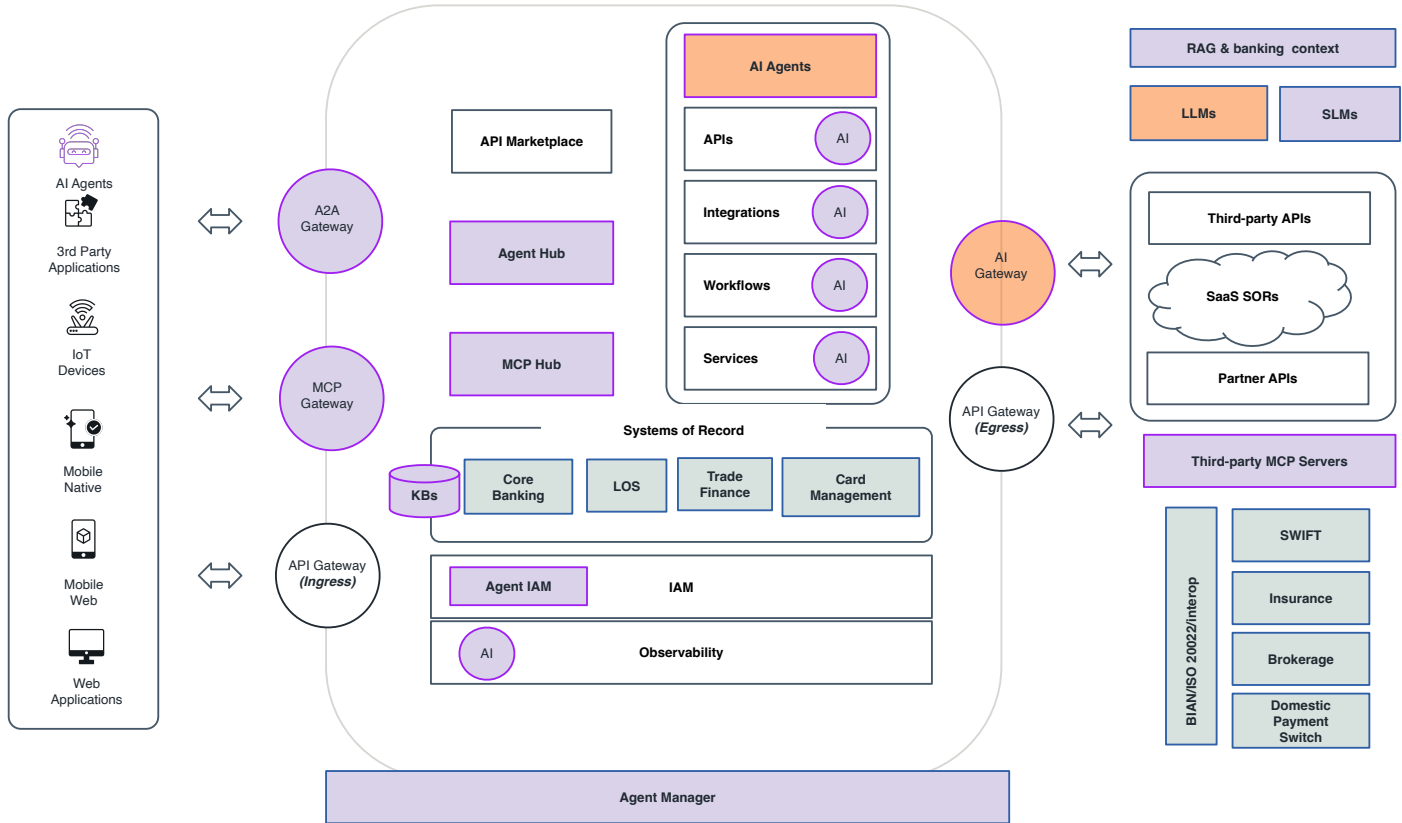 AI Agents
3rd Party
Applications
IoT
Devices
Mobile
Native
Mobile
Web
Web
Applications
A2A
Gateway
MCP
Gateway
API Gateway
(Ingress)
API Marketplace
Agent Hub
MCP Hub
AI Agents
APIs
AI
Integrations
AI
Workflows
AI
Services
AI
Systems of Record
KBs
Core
Banking
LOS
Trade
Finance
Card
Management
Agent IAM
IAM
AI
Observability
Agent Manager
AI
Gateway
API Gateway
(Egress)
RAG & banking context
LLMs
SLMs
Third-party APIs
SaaS SORs
Partner APIs
Third-party MCP Servers
BIAN/ISO 20022/interop
SWIFT
Insurance
Brokerage
Domestic
Payment
Switch